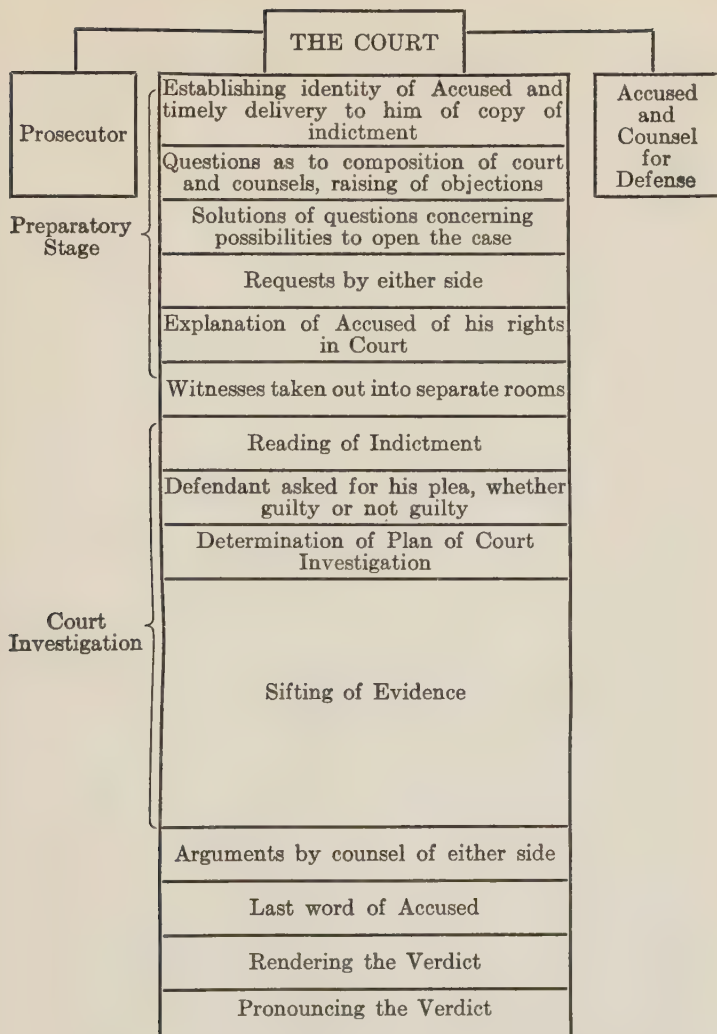 THE COURT
Prosecutor
Establishing identity of Accused and
timely delivery to him of copy of
indictment
Questions as to composition of court
and counsels, raising of objections
Solutions of questions concerning
possibilities to open the case
Requests by either side
Explanation of Accused of his rights
in Court
Witnesses taken out into separate rooms
Accused
and
Counsel
for
Defense
Preparatory
Stage
Reading of Indictment
Defendant asked for his plea, whether
guilty or not guilty
Determination of Plan of Court
Investigation
Sifting of Evidence
Court
Investigation
Arguments by counsel of either side
Last word of Accused
Rendering the Verdict
Pronouncing the Verdict